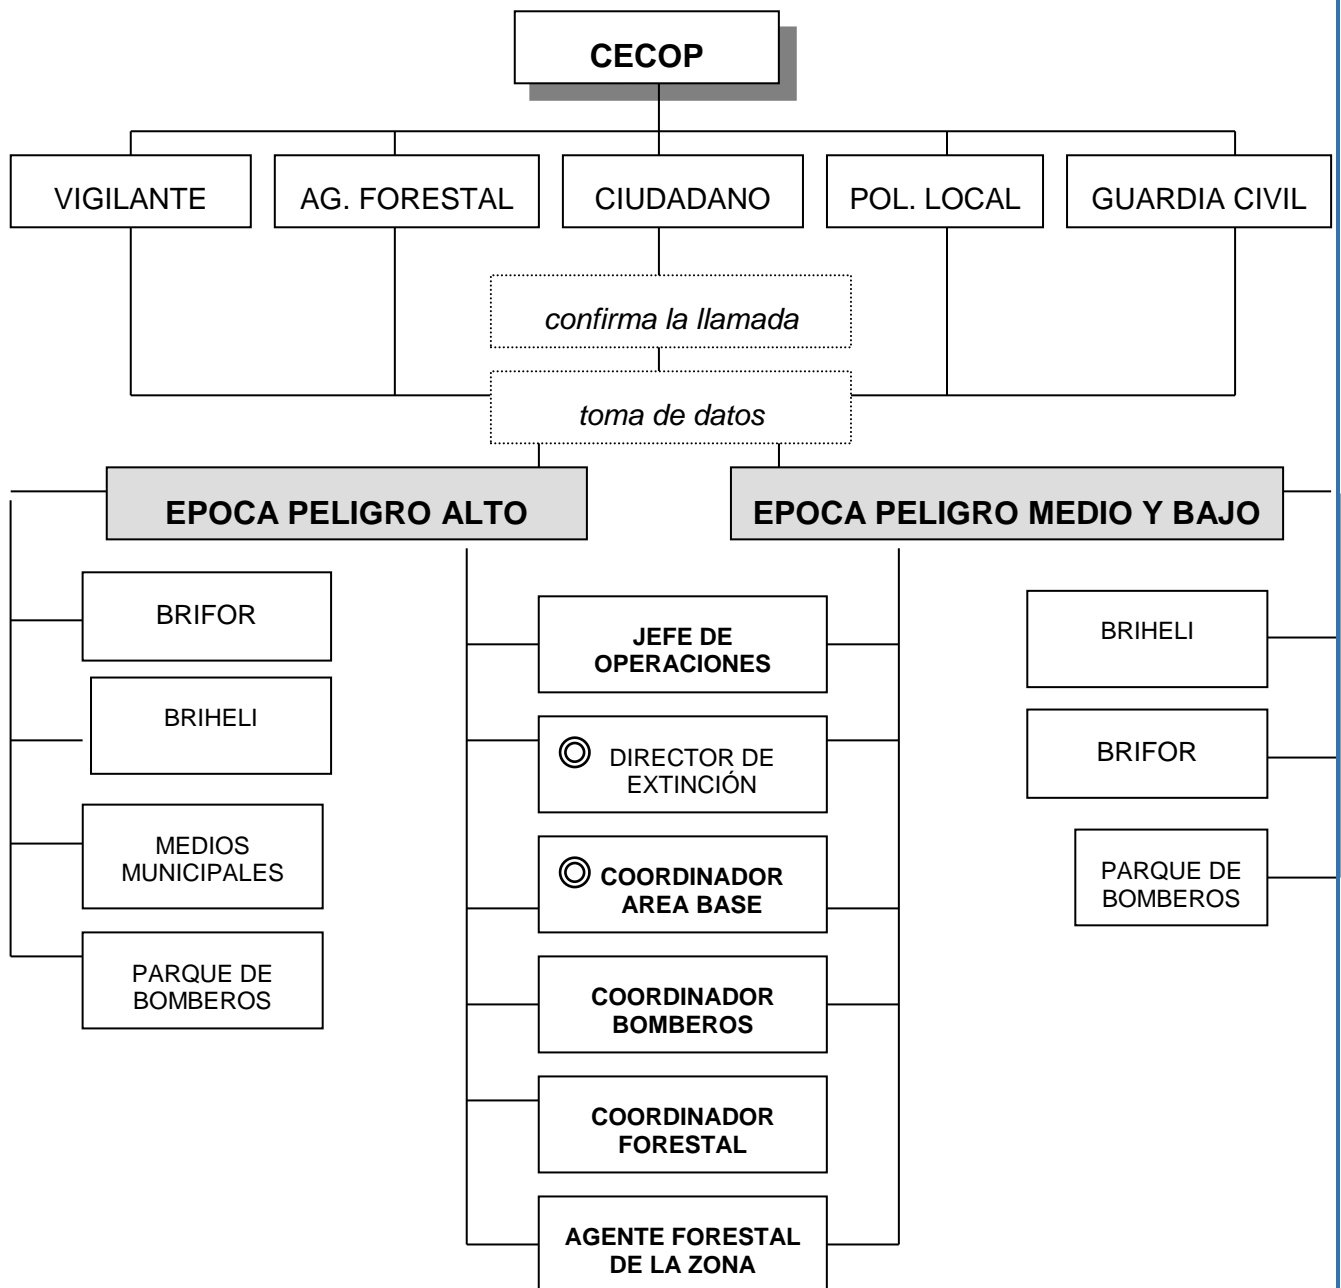 CECOP
VIGILANTE
AG. FORESTAL
CIUDADANO
POL. LOCAL
GUARDIA CIVIL
confirma la llamada
toma de datos
EPOCA PELIGRO ALTO
EPOCA PELIGRO MEDIO Y BAJO
BRIFOR
BRIHELI
MEDIOS
MUNICIPALES
PARQUE DE
BOMBEROS
JEFE DE
OPERACIONES
DIRECTOR DE
EXTINCIÓN
COORDINADOR
AREA BASE
COORDINADOR
BOMBEROS
COORDINADOR
FORESTAL
AGENTE FORESTAL
DE LA ZONA
BRIHELI
BRIFOR
PARQUE DE
BOMBEROS